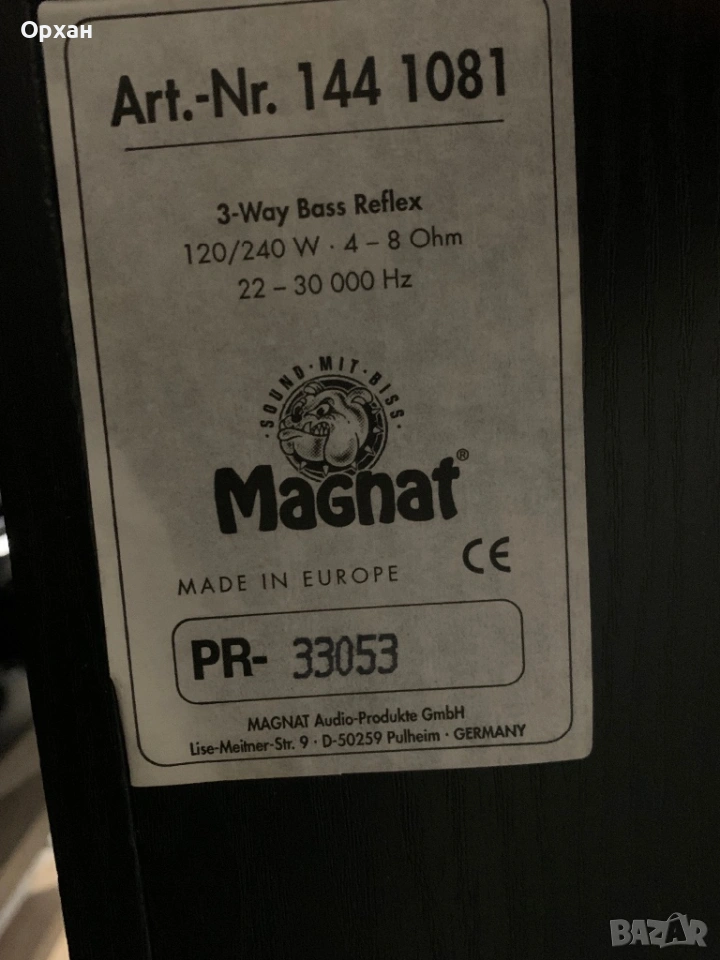 Орхан
Art.-Nr. 144 1081
3-Way Bass Reflex
120/240 W · 4 – 8 Ohm
22 – 30 000 Hz
· SOUND · MIT · BISS ·
Magnat®
MADE IN EUROPE CE
PR- 33053
MAGNAT Audio-Produkte GmbH
Lise-Meitner-Str. 9 · D-50259 Pulheim · GERMANY
BAZAR